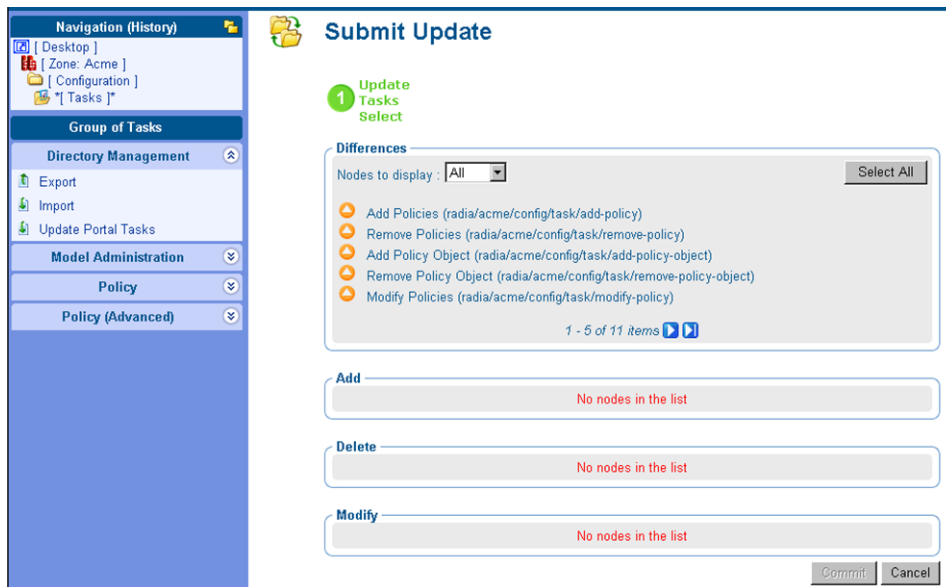 Navigation (History)
[ Desktop ]
[ Zone: Acme ]
[ Configuration ]
*[ Tasks ]*
Group of Tasks
Directory Management
Export
Import
Update Portal Tasks
Model Administration
Policy
Policy (Advanced)
Submit Update
1
Update
Tasks
Select
Differences
Nodes to display : All
Select All
Add Policies (radia/acme/config/task/add-policy)
Remove Policies (radia/acme/config/task/remove-policy)
Add Policy Object (radia/acme/config/task/add-policy-object)
Remove Policy Object (radia/acme/config/task/remove-policy-object)
Modify Policies (radia/acme/config/task/modify-policy)
1 - 5 of 11 items
Add
No nodes in the list
Delete
No nodes in the list
Modify
No nodes in the list
Commit
Cancel